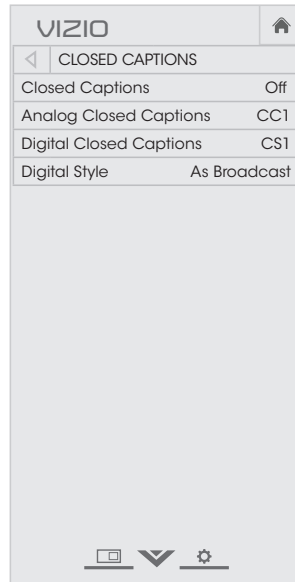 VIZIO
CLOSED CAPTIONS
Closed Captions Off
Analog Closed Captions CC1
Digital Closed Captions CS1
Digital Style As Broadcast